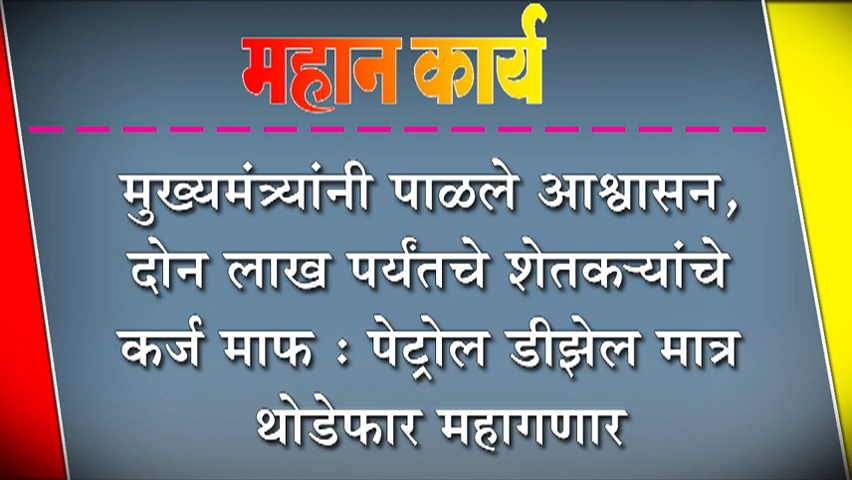 महान कार्य
मुख्यमंत्र्यांनी पाळले आश्वासन,
दोन लाख पर्यंतचे शेतकऱ्यांचे
कर्ज माफ : पेट्रोल डीझेल मात्र
थोडेफार महागणार